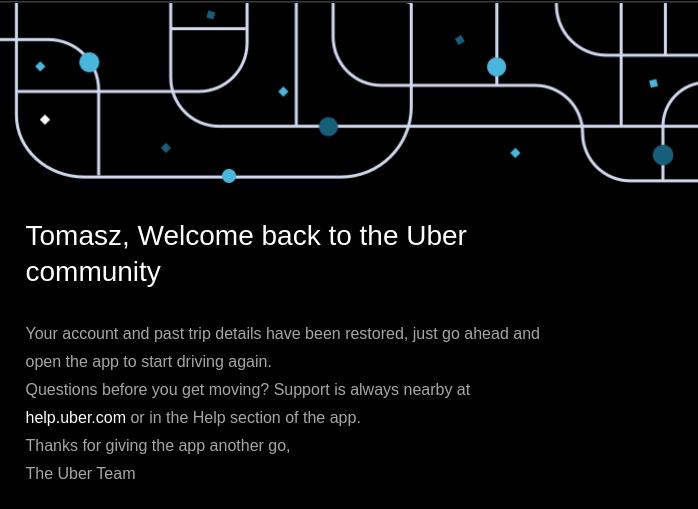 Tomasz, Welcome back to the Uber
community
Your account and past trip details have been restored, just go ahead and
open the app to start driving again.
Questions before you get moving? Support is always nearby at
help.uber.com or in the Help section of the app.
Thanks for giving the app another go,
The Uber Team